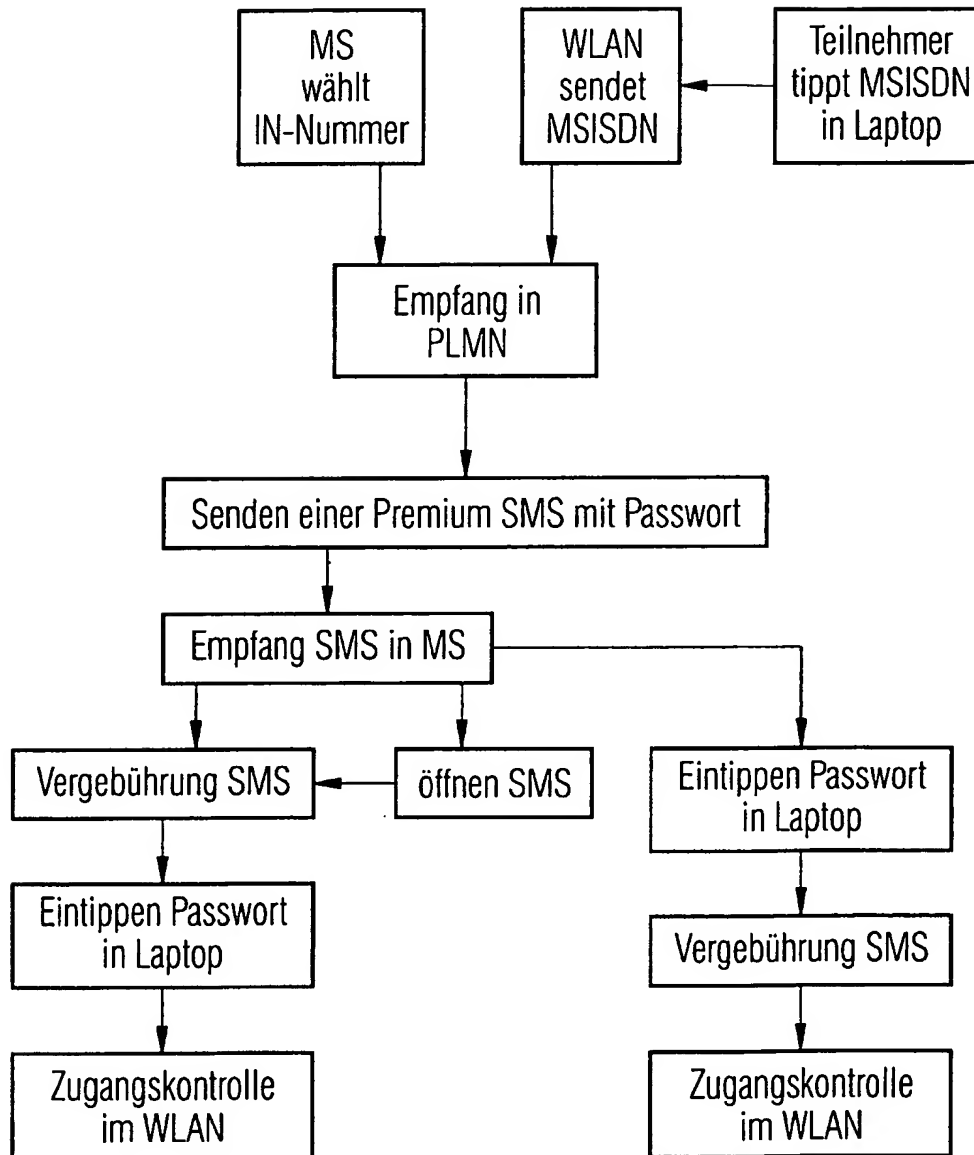 MS
wählt
IN-Nummer
WLAN
sendet
MSISDN
Teilnehmer
tippt MSISDN
in Laptop
Empfang in
PLMN
Senden einer Premium SMS mit Passwort
Empfang SMS in MS
Vergebührung SMS
öffnen SMS
Eintippen Passwort
in Laptop
Eintippen Passwort
in Laptop
Vergebührung SMS
Zugangskontrolle
im WLAN
Zugangskontrolle
im WLAN